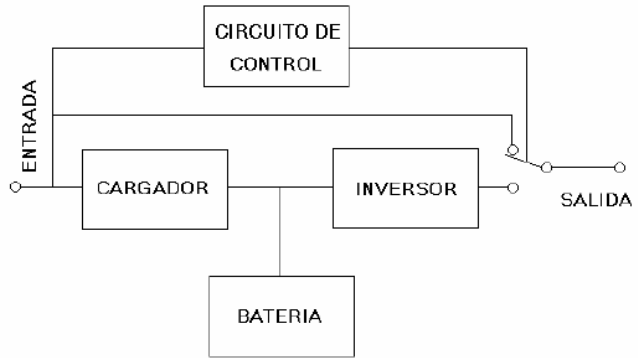 CIRCUITO DE
CONTROL
ENTRADA
CARGADOR
INVERSOR
SALIDA
BATERIA